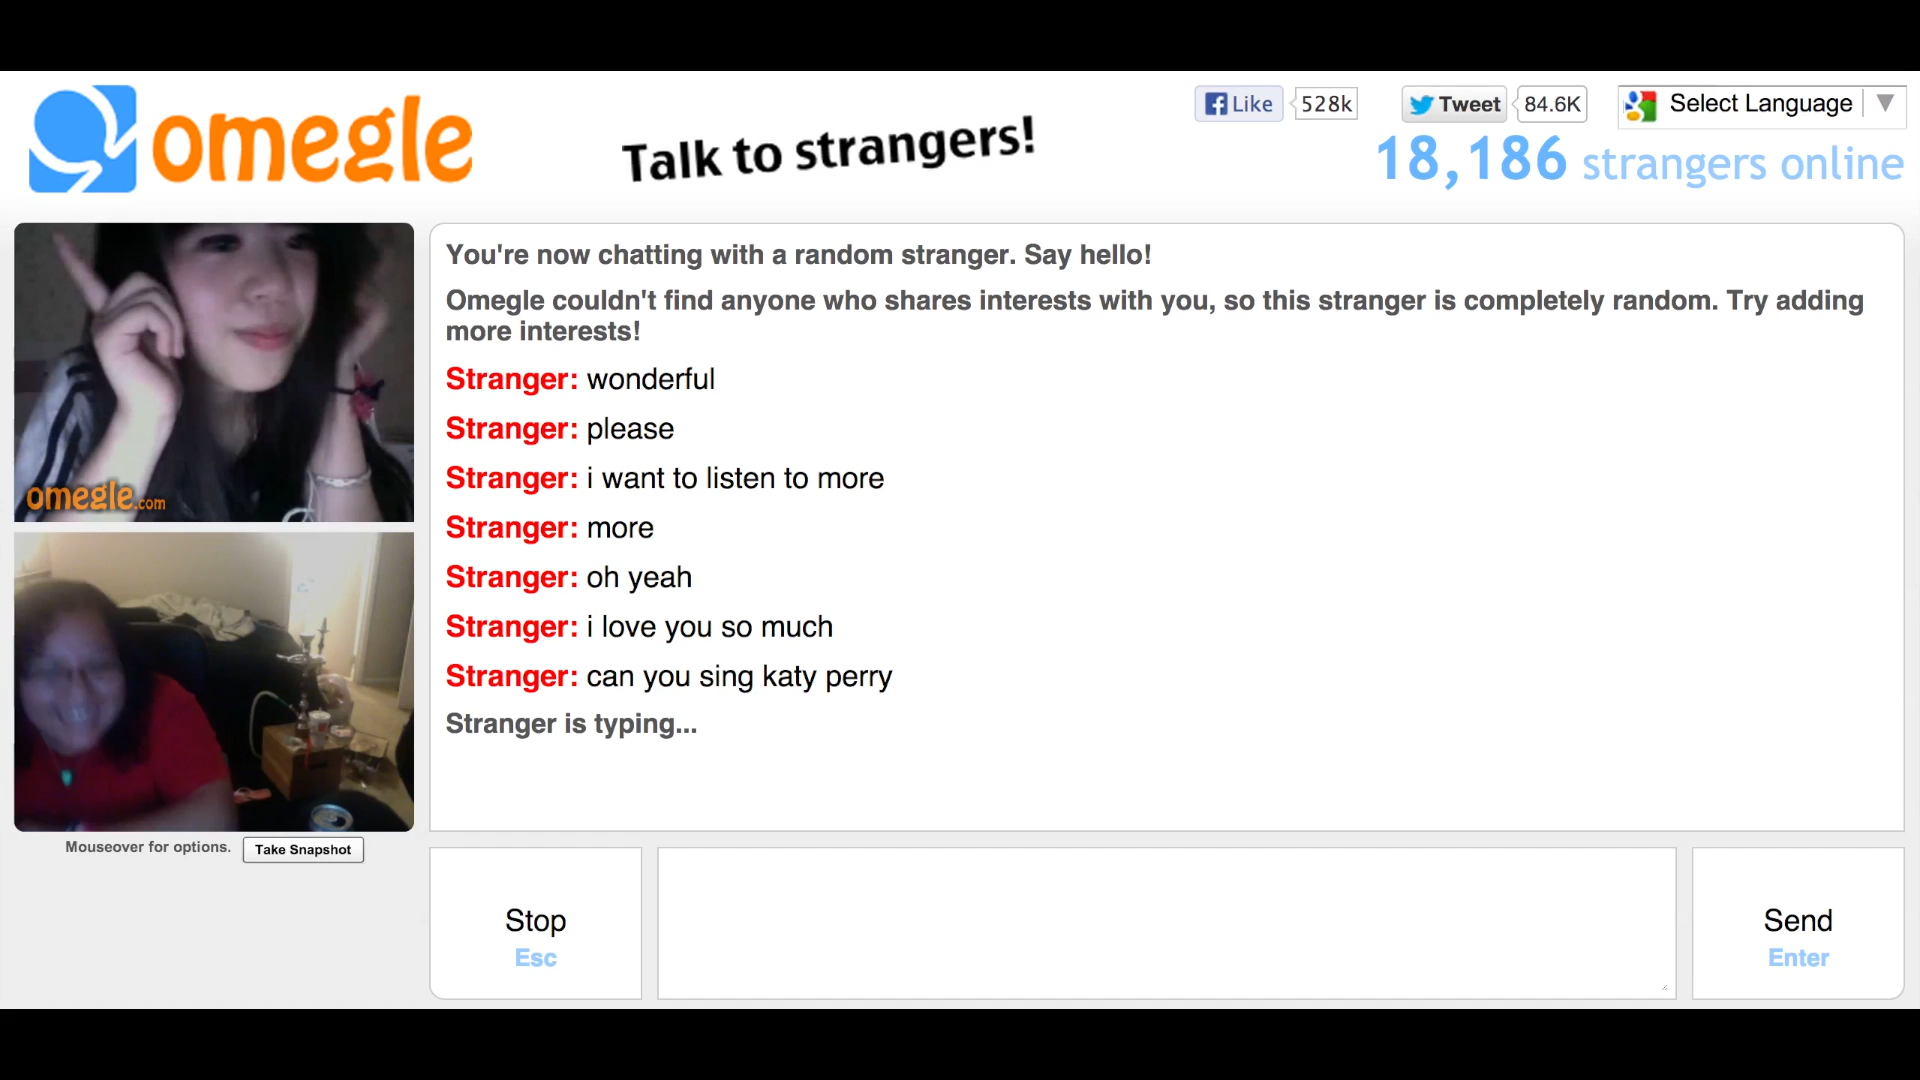 omegle
Talk to strangers!
Like
528k
Tweet
84.6K
Select Language
18,186 strangers online
omegle.com
Mouseover for options.
Take Snapshot
You're now chatting with a random stranger. Say hello!
Omegle couldn't find anyone who shares interests with you, so this stranger is completely random. Try adding
more interests!
Stranger: wonderful
Stranger: please
Stranger: i want to listen to more
Stranger: more
Stranger: oh yeah
Stranger: i love you so much
Stranger: can you sing katy perry
Stranger is typing...
Stop
Esc
Send
Enter